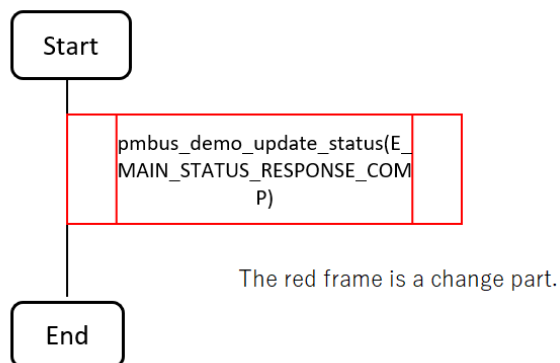 Start
pmbus_demo_update_status(E_
MAIN_STATUS_RESPONSE_COM
P)
The red frame is a change part.
End